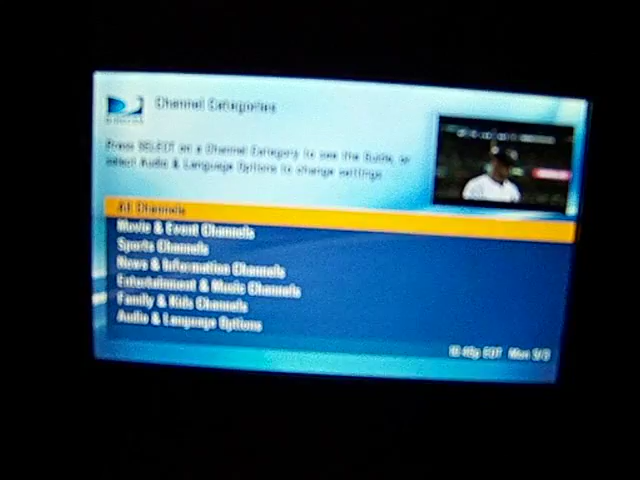 Channel Categories
Press SELECT on a Channel Category to see the Guide, or
select Audio & Language Options to change settings.
All Channels
Movie & Event Channels
Sports Channels
News & Information Channels
Entertainment & Music Channels
Family & Kids Channels
Audio & Language Options
EDT Mon